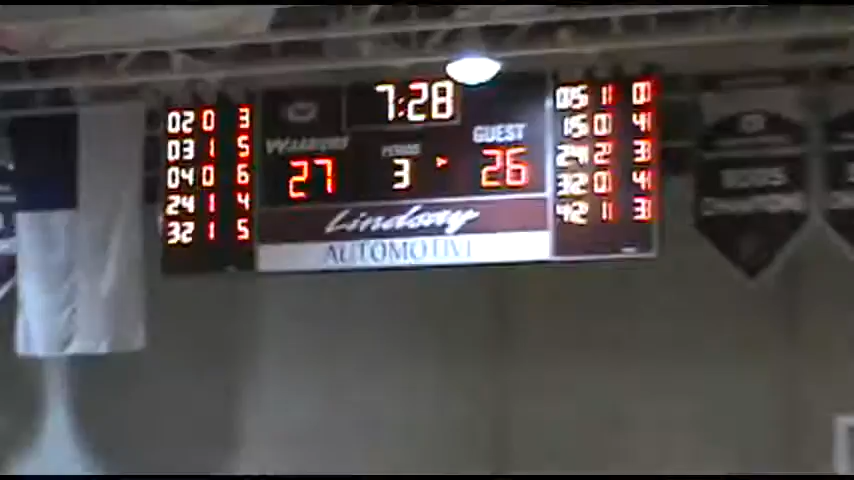 7:28
GUEST
WARRIORS PERIOD
27 3 26
Lindsay
AUTOMOTIVE
02 0 3
03 1 5
04 0 6
24 1 4
32 1 5
05 1 0
15 0 4
24 2 3
32 0 4
42 1 3